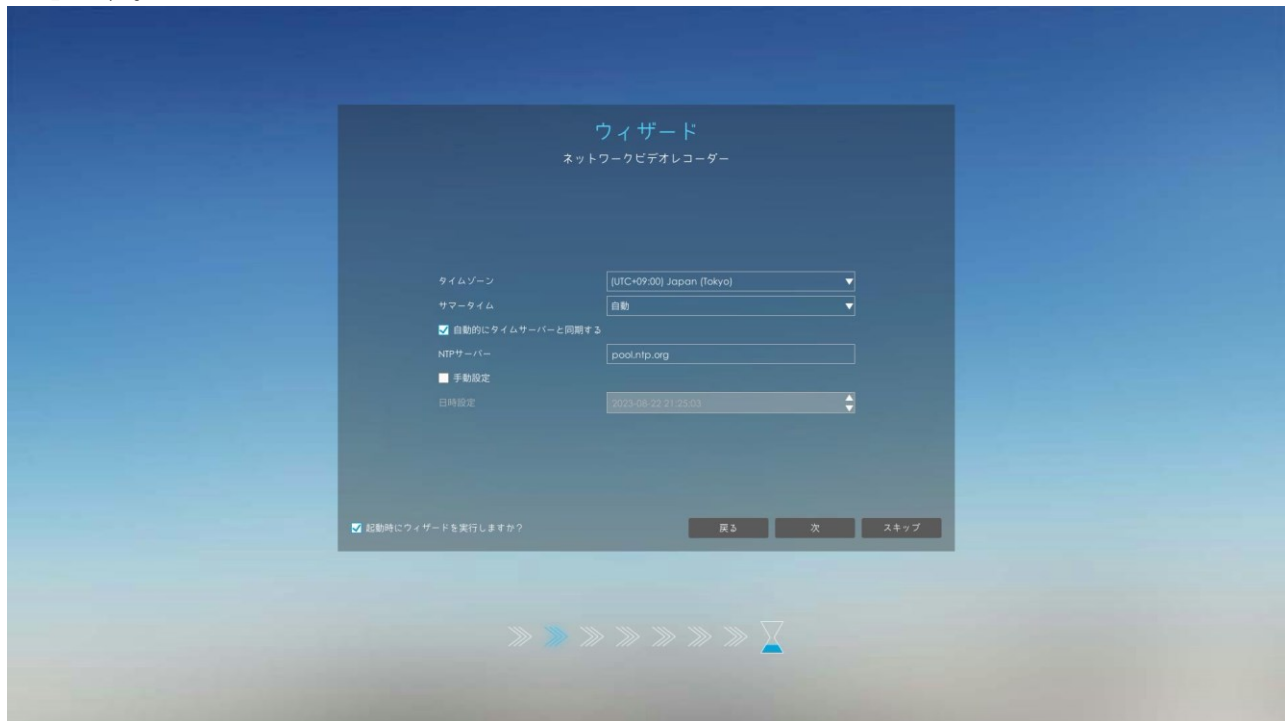 ウィザード
ネットワークビデオレコーダー
タイムゾーン (UTC+09:00) Japan (Tokyo)
サマータイム 自動
自動的にタイムサーバーと同期する
NTPサーバー pool.ntp.org
手動設定
日時設定 2023-08-22 21:25:03
起動時にウィザードを実行しますか? 戻る 次 スキップ